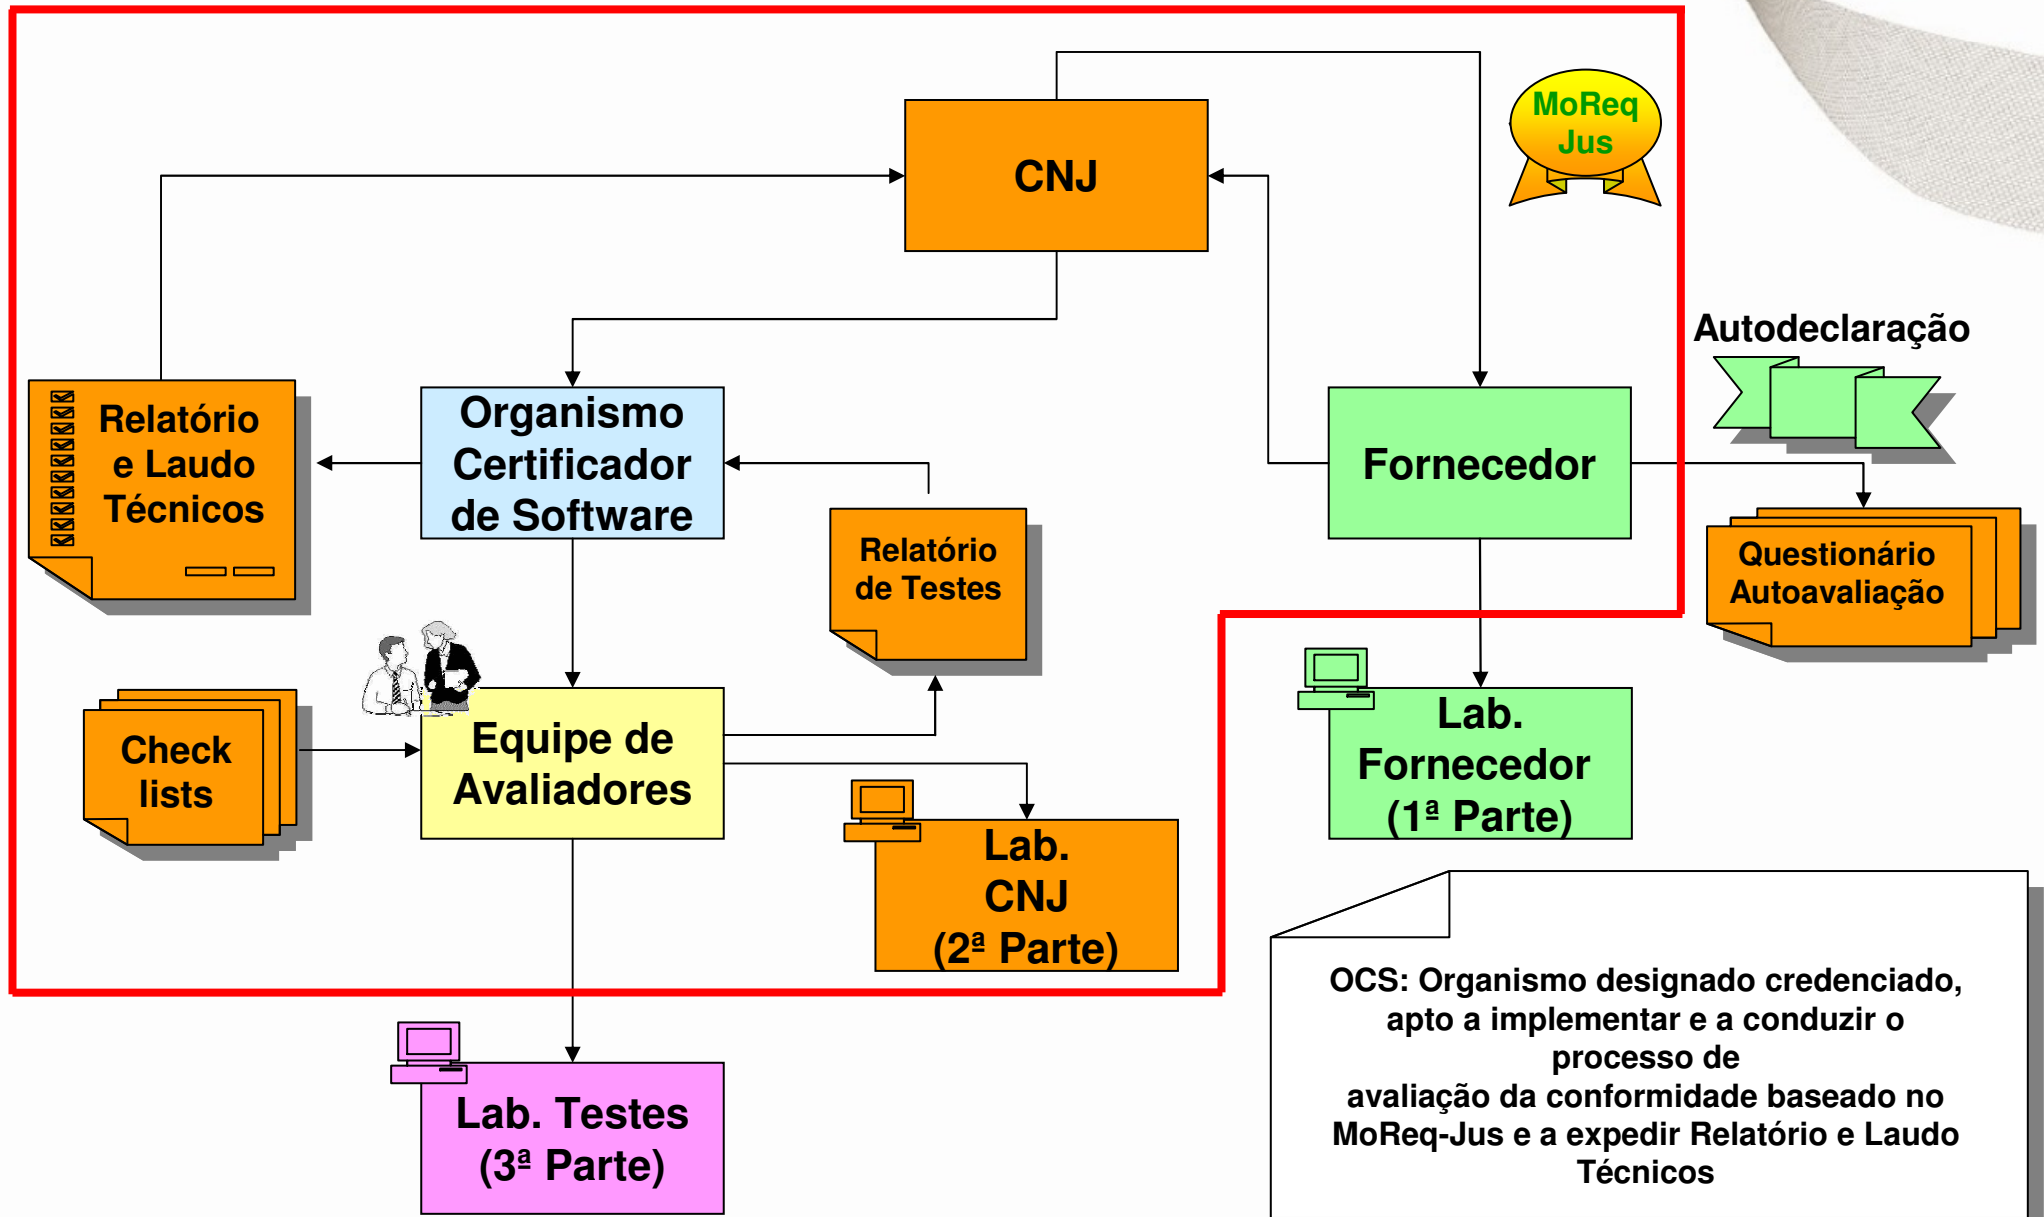 MoReq
Jus
CNJ
Autodeclaração
Relatório
e Laudo
Técnicos
Organismo
Certificador
de Software
Fornecedor
Relatório
de Testes
Questionário
Autoavaliação
Check
lists
Equipe de
Avaliadores
Lab.
Fornecedor
(1ª Parte)
Lab.
CNJ
(2ª Parte)
Lab. Testes
(3ª Parte)
OCS: Organismo designado credenciado,
apto a implementar e a conduzir o
processo de
avaliação da conformidade baseado no
MoReq-Jus e a expedir Relatório e Laudo
Técnicos